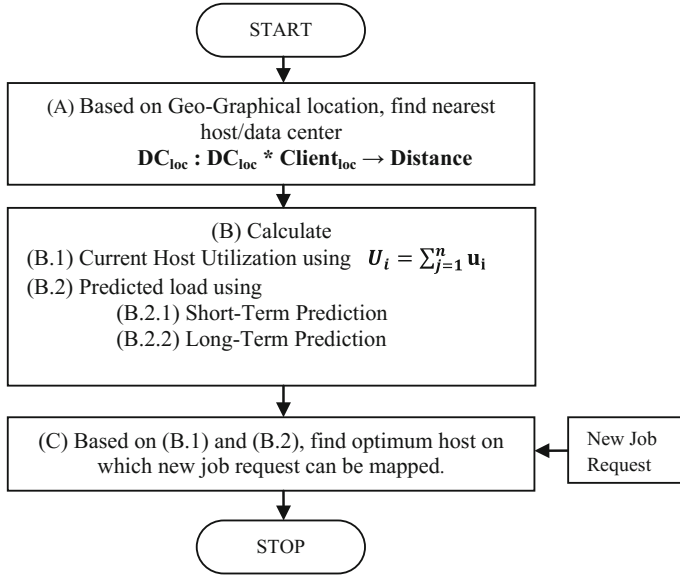 START
(A) Based on Geo-Graphical location, find nearest
host/data center
DC_loc : DC_loc * Client_loc → Distance
(B) Calculate
(B.1) Current Host Utilization using U_i = ∑_{j=1}^{n} u_i
(B.2) Predicted load using
(B.2.1) Short-Term Prediction
(B.2.2) Long-Term Prediction
(C) Based on (B.1) and (B.2), find optimum host on
which new job request can be mapped.
New Job
Request
STOP